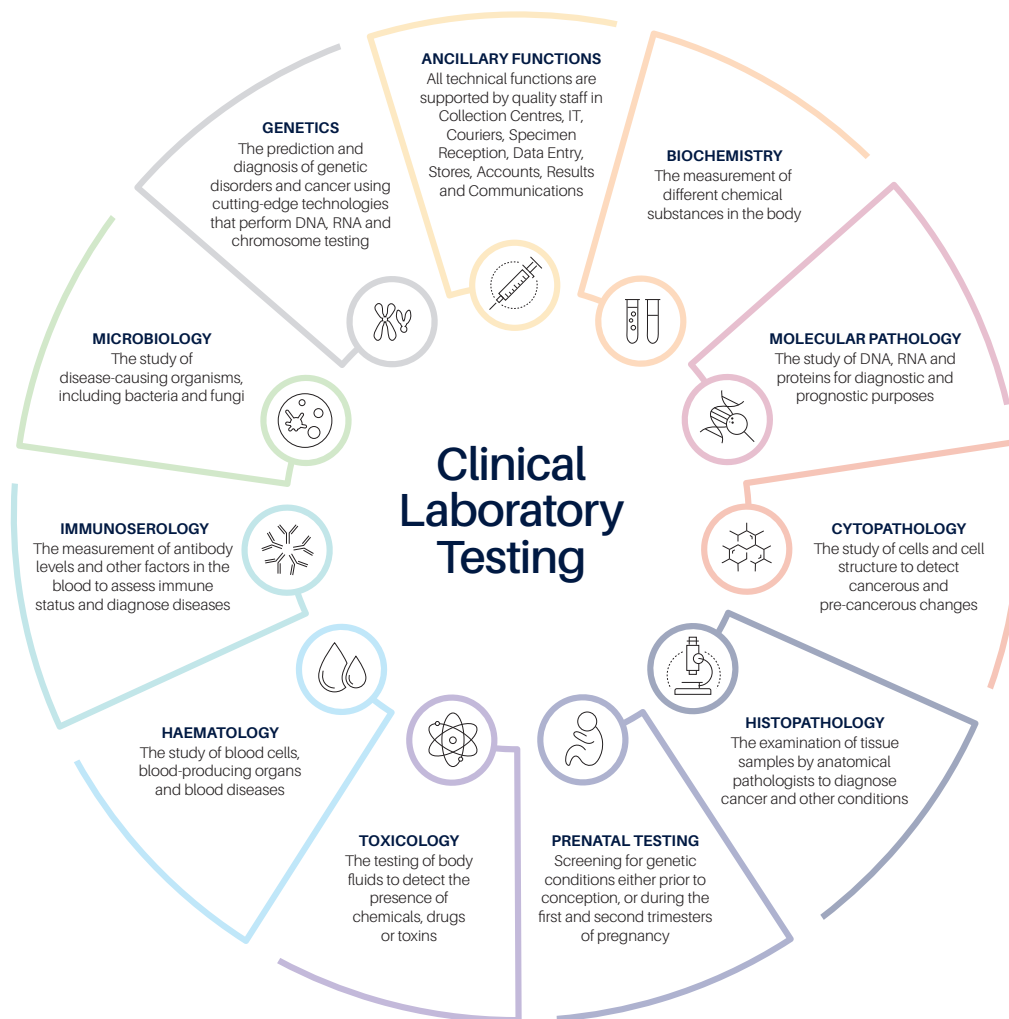 ANCILLARY FUNCTIONS
All technical functions are
supported by quality staff in
Collection Centres, IT,
Couriers, Specimen
Reception, Data Entry,
Stores, Accounts, Results
and Communications
BIOCHEMISTRY
The measurement of
different chemical
substances in the body
MOLECULAR PATHOLOGY
The study of DNA, RNA and
proteins for diagnostic and
prognostic purposes
CYTOPATHOLOGY
The study of cells and cell
structure to detect
cancerous and
pre-cancerous changes
HISTOPATHOLOGY
The examination of tissue
samples by anatomical
pathologists to diagnose
cancer and other conditions
PRENATAL TESTING
Screening for genetic
conditions either prior to
conception, or during the
first and second trimesters
of pregnancy
TOXICOLOGY
The testing of body
fluids to detect the
presence of
chemicals, drugs
or toxins
HAEMATOLOGY
The study of blood cells,
blood-producing organs
and blood diseases
IMMUNOSEROLOGY
The measurement of antibody
levels and other factors in the
blood to assess immune
status and diagnose diseases
MICROBIOLOGY
The study of
disease-causing organisms,
including bacteria and fungi
GENETICS
The prediction and
diagnosis of genetic
disorders and cancer using
cutting-edge technologies
that perform DNA, RNA and
chromosome testing
Clinical
Laboratory
Testing